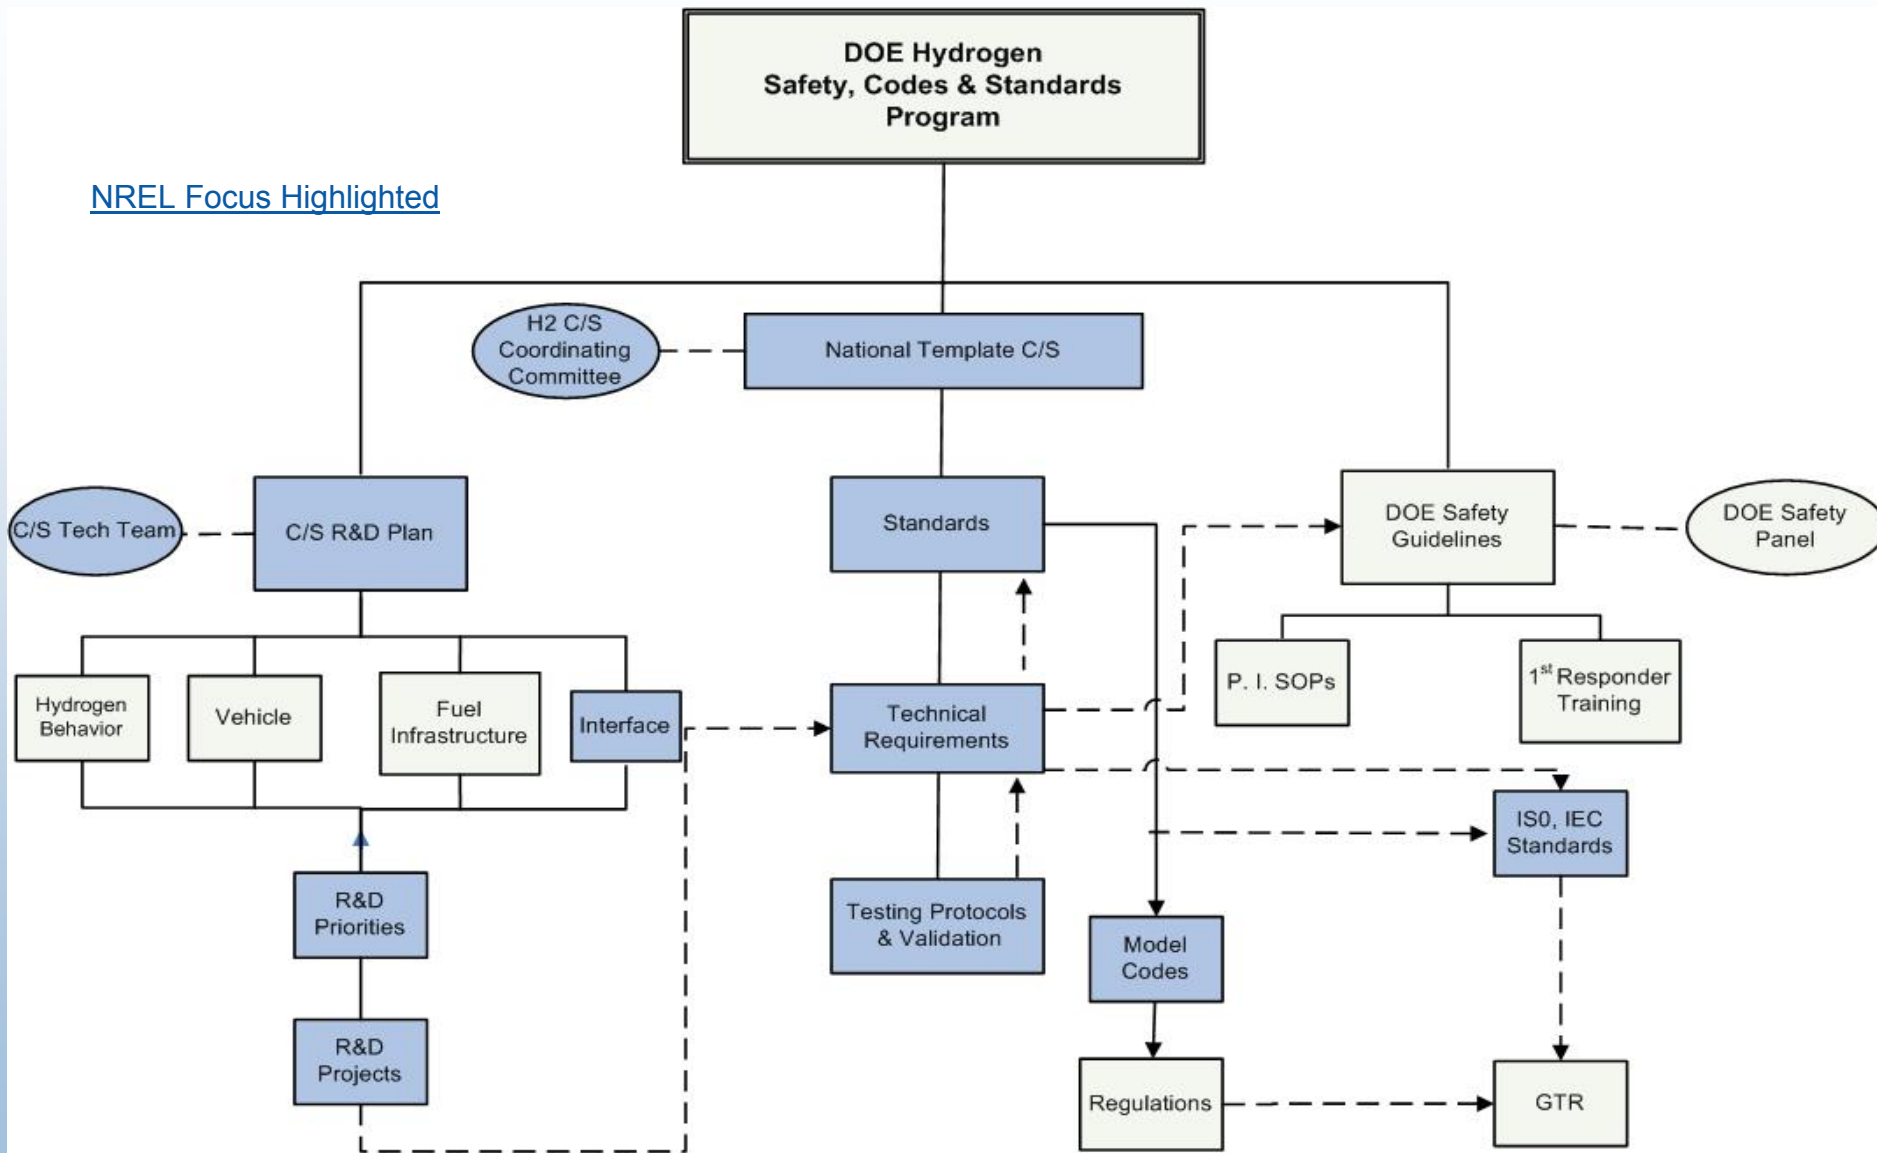 DOE Hydrogen
Safety, Codes & Standards
Program
NREL Focus Highlighted
H2 C/S
Coordinating
Committee
National Template C/S
C/S Tech Team
C/S R&D Plan
Standards
DOE Safety
Guidelines
DOE Safety
Panel
Hydrogen
Behavior
Vehicle
Fuel
Infrastructure
Interface
Technical
Requirements
P. I. SOPs
1st Responder
Training
IS0, IEC
Standards
R&D
Priorities
Testing Protocols
& Validation
Model
Codes
R&D
Projects
Regulations
GTR